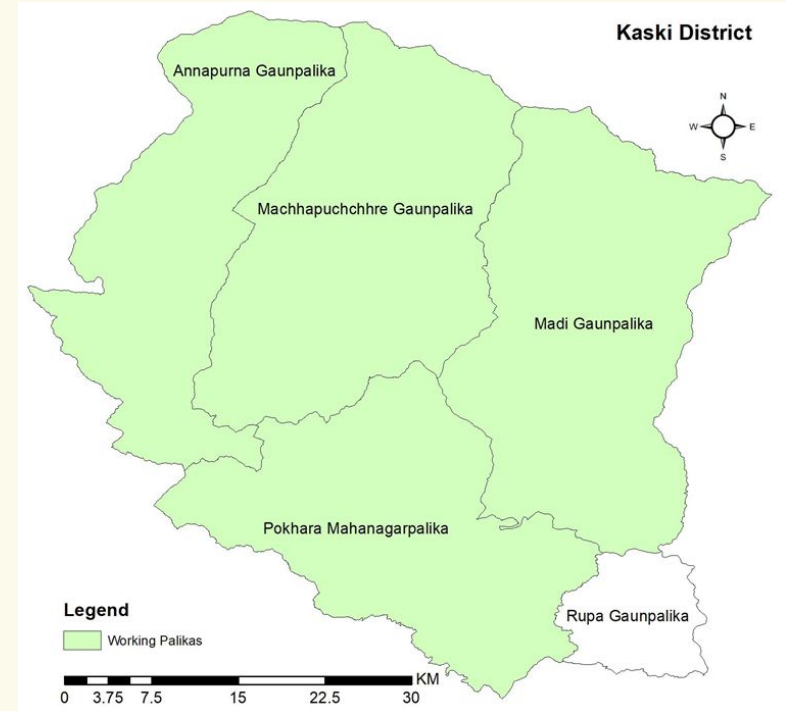 Kaski District
Annapurna Gaunpalika
N
W E
S
Machhapuchchhre Gaunpalika
Madi Gaunpalika
Pokhara Mahanagarpalika
Rupa Gaunpalika
Legend
Working Palikas
KM
0 3.75 7.5 15 22.5 30